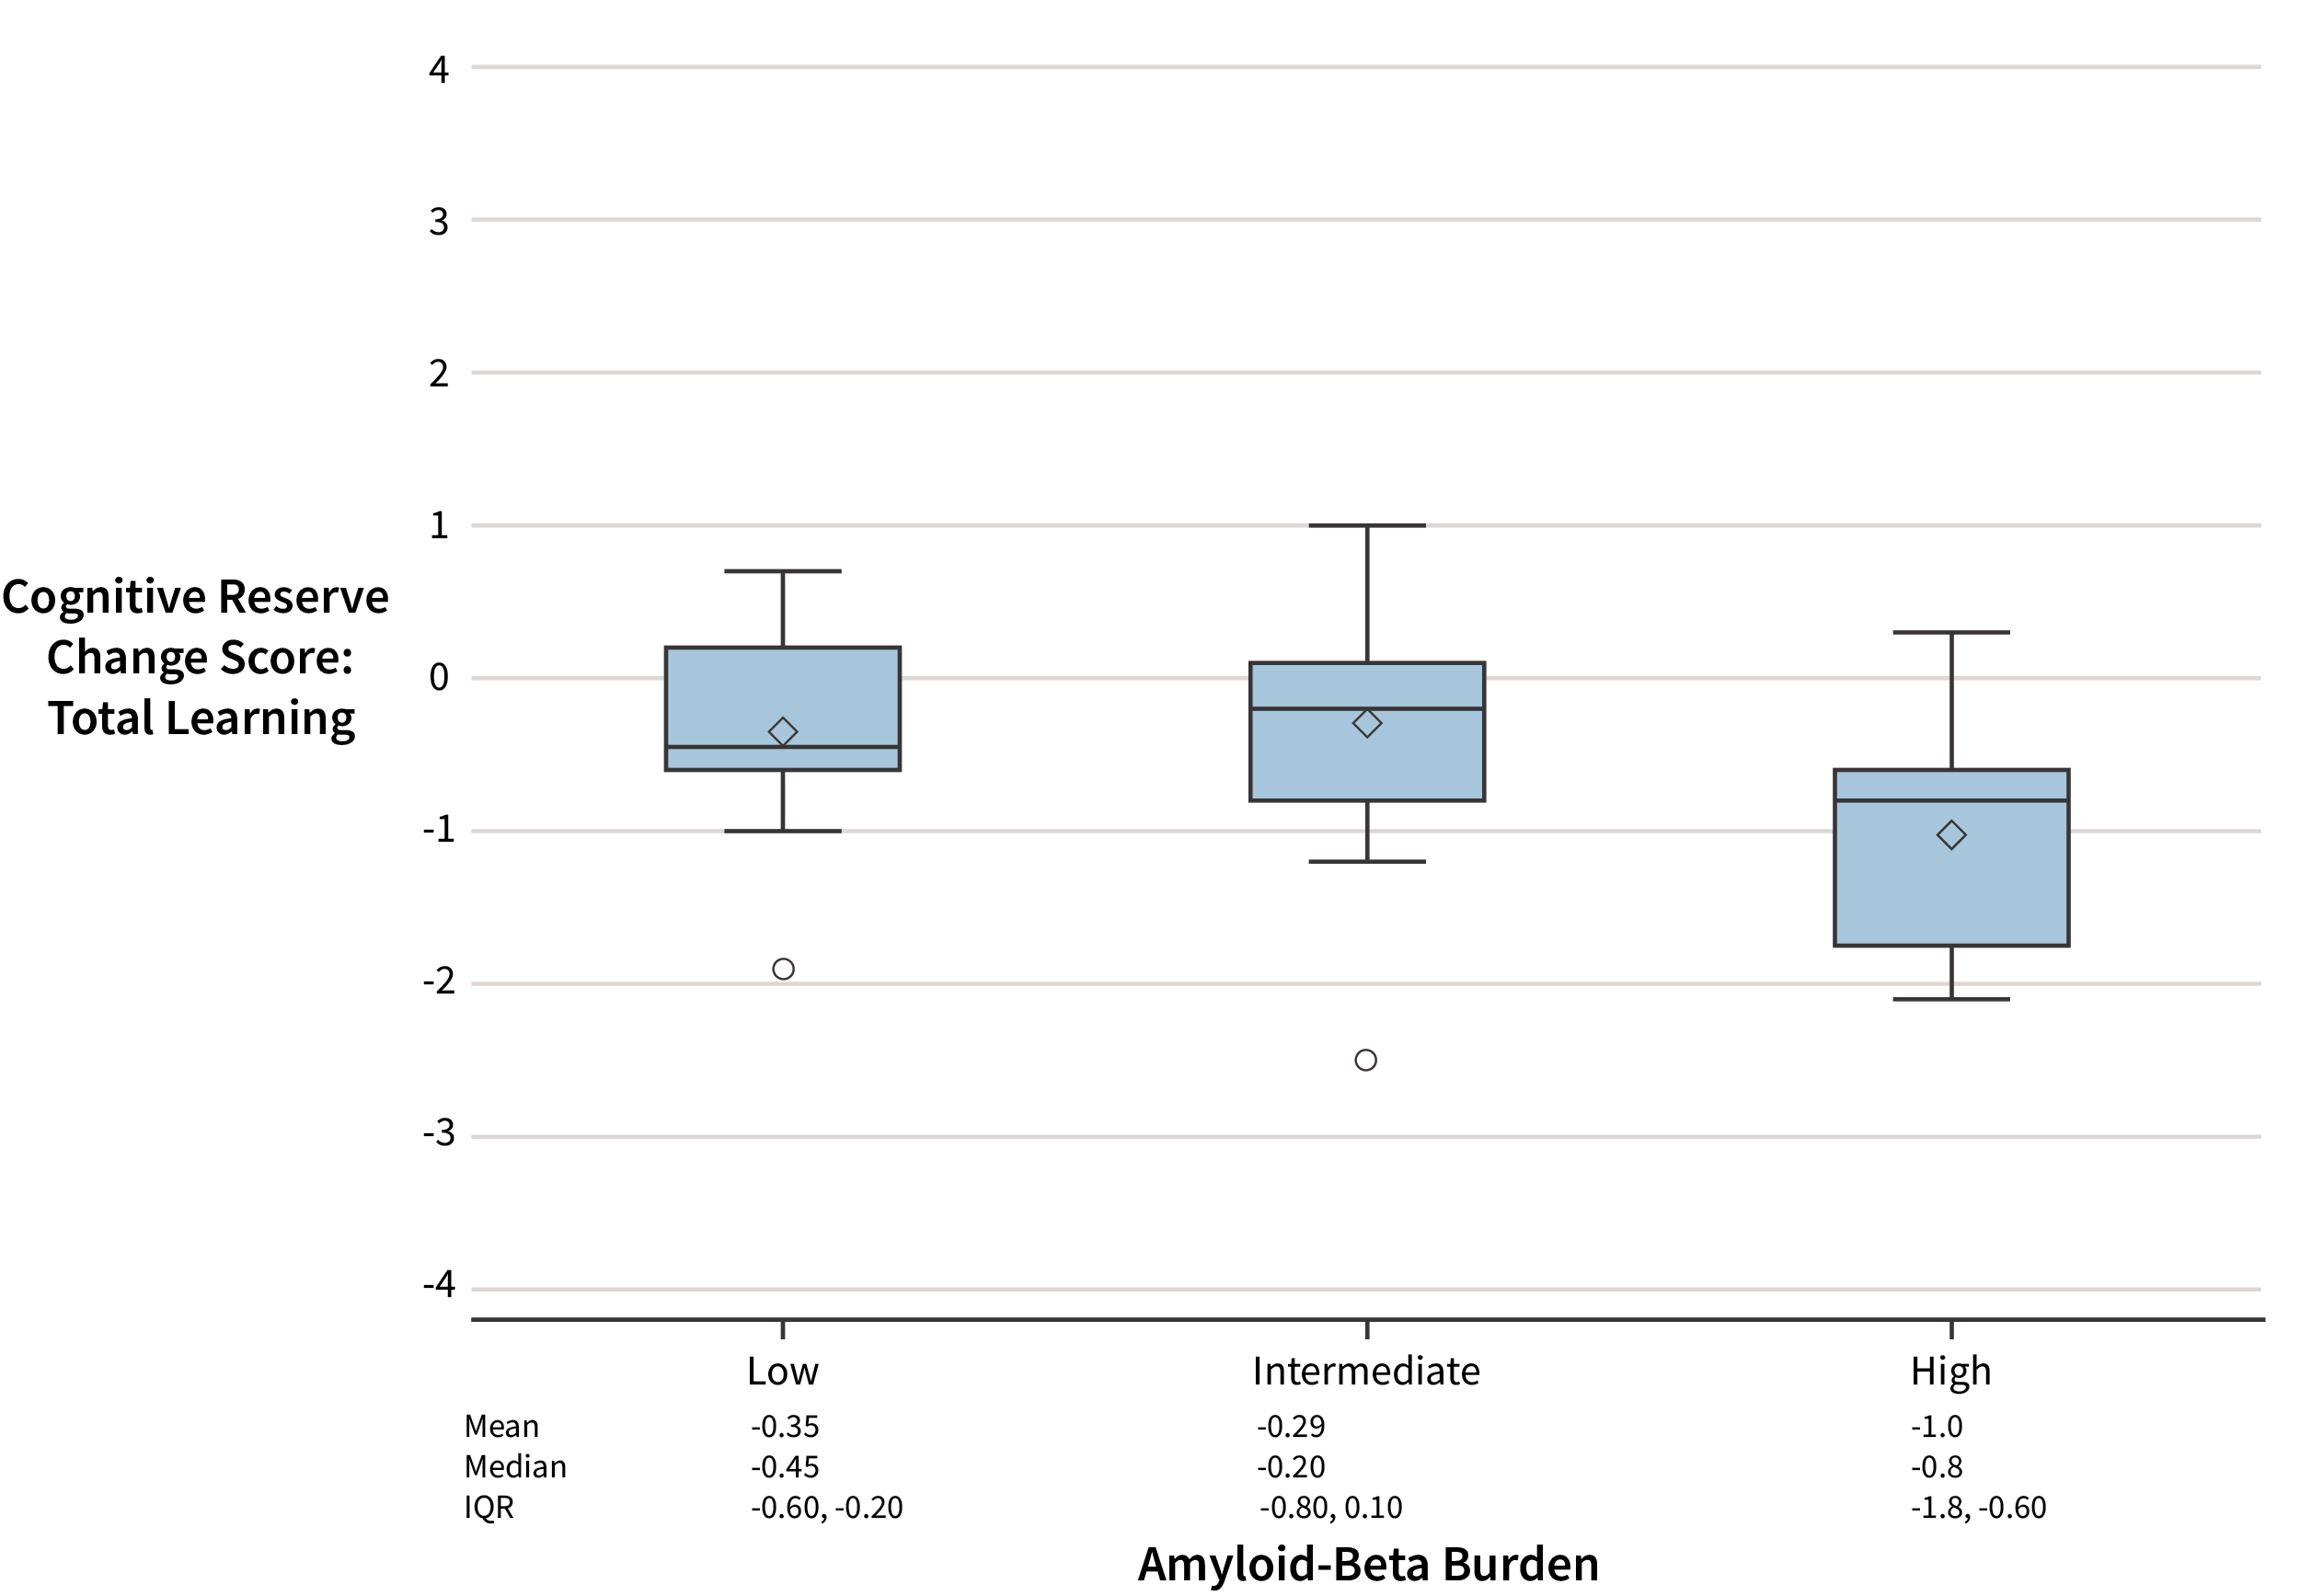 4
3
2
1
Cognitive Reserve
Change Score:
Total Learning
0
-1
-2
-3
-4
Low Intermediate High
Mean -0.35 -0.29 -1.0
Median -0.45 -0.20 -0.8
IQR -0.60, -0.20 -0.80, 0.10 -1.8, -0.60
Amyloid-Beta Burden